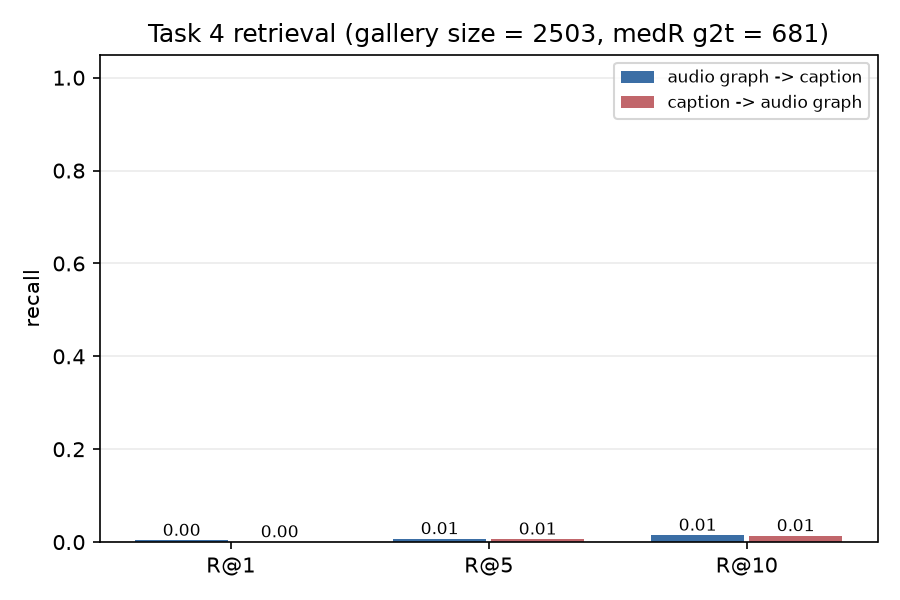 Task 4 retrieval (gallery size = 2503, medR g2t = 681)
audio graph -> caption
caption -> audio graph
recall
1.0
0.8
0.6
0.4
0.2
0.0
0.00
0.00
0.01
0.01
0.01
0.01
R@1
R@5
R@10